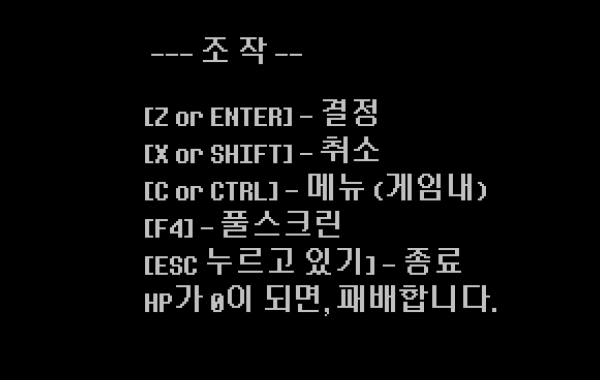 --- 조 작 --
[Z or ENTER] - 결정
[X or SHIFT] - 취소
[C or CTRL] - 메뉴 (게임내)
[F4] - 풀스크린
[ESC 누르고 있기] - 종료
HP가 0이 되면, 패배합니다.